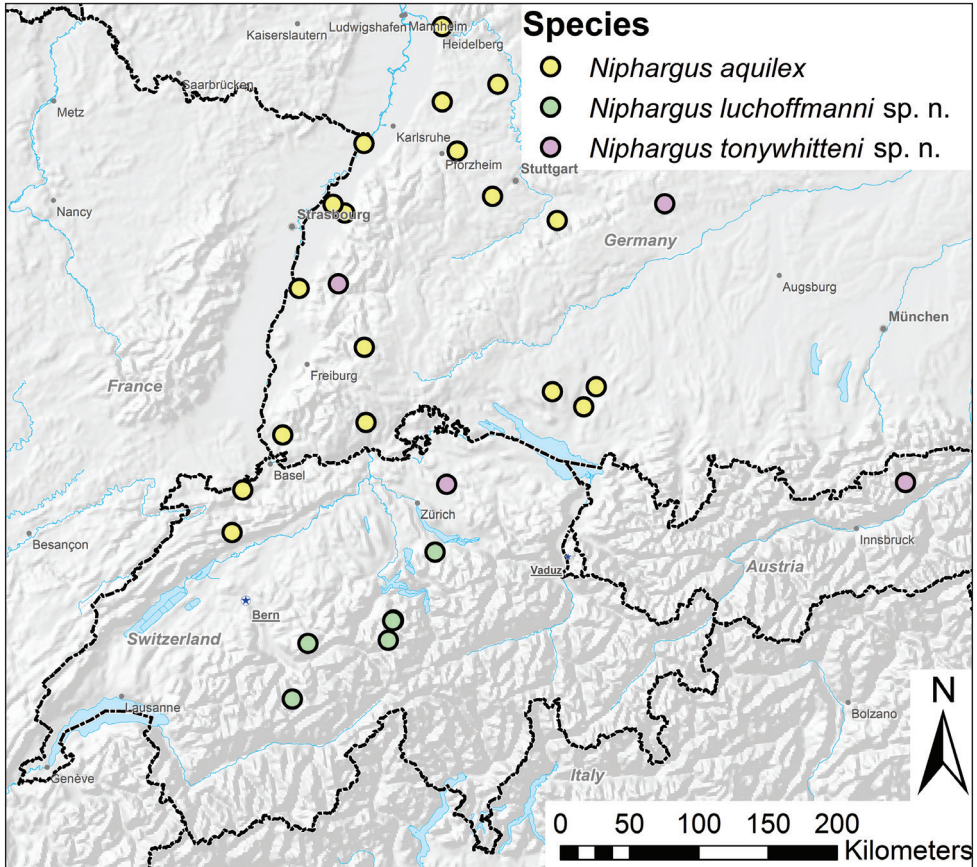 Species
Niphargus aquilex
Niphargus luchoffmanni sp. n.
Niphargus tonywhitteni sp. n.
Kaiserslautern
Ludwigshafen
Mannheim
Heidelberg
Saarbrücken
Metz
Karlsruhe
Pforzheim
Stuttgart
Nancy
Strasbourg
Germany
Augsburg
München
France
Freiburg
Basel
Zürich
Besançon
Innsbruck
Vaduz
Austria
Bern
Switzerland
Lausanne
Bolzano
Genève
Italy
N
0 50 100 150 200
Kilometers